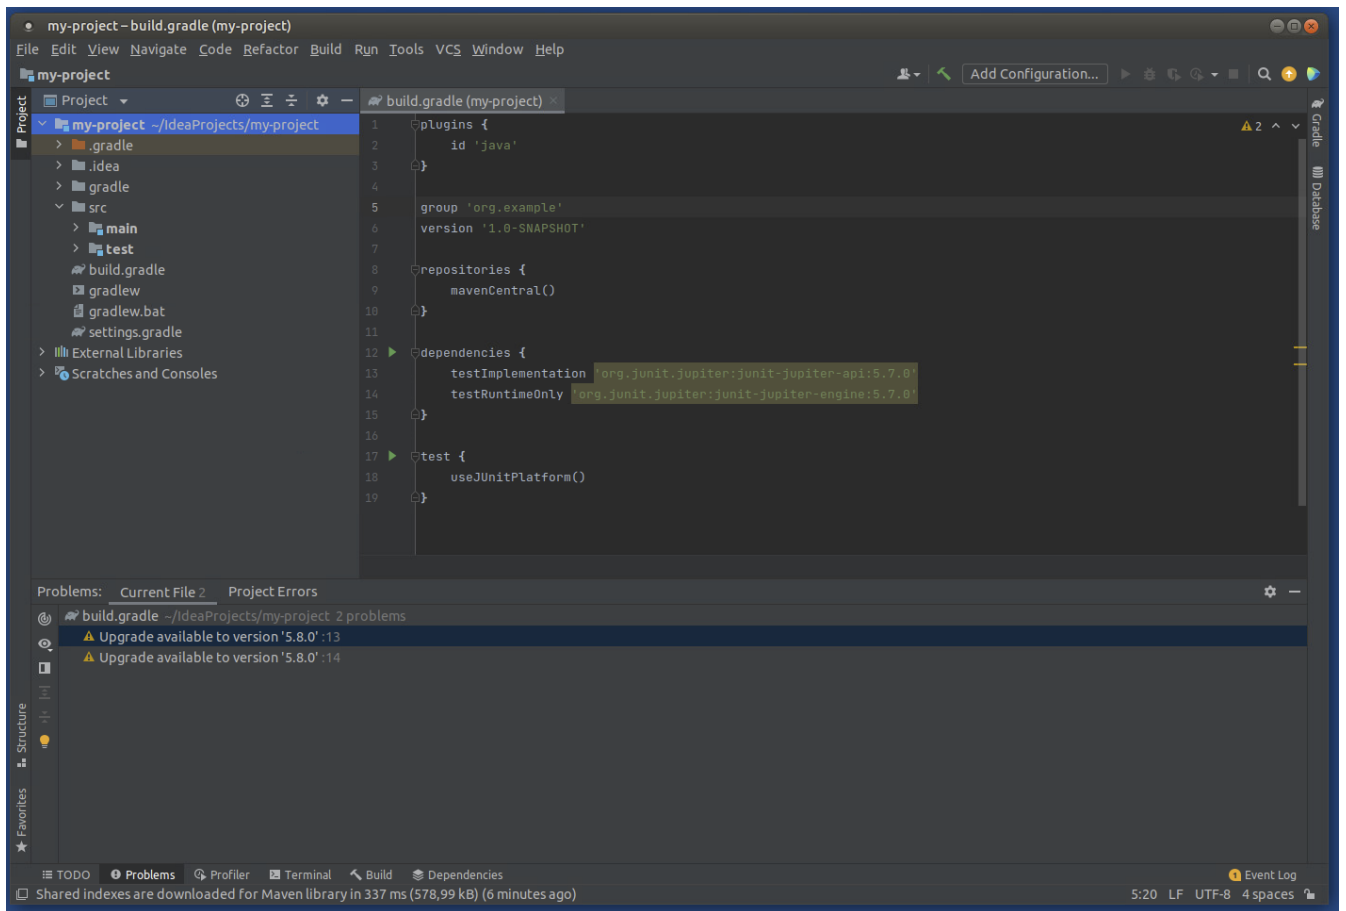 my-project – build.gradle (my-project)
File Edit View Navigate Code Refactor Build Run Tools VCS Window Help
my-project
Add Configuration...
Project
Project
build.gradle (my-project)
my-project ~/IdeaProjects/my-project
.gradle
.idea
gradle
src
main
test
build.gradle
gradlew
gradlew.bat
settings.gradle
External Libraries
Scratches and Consoles
1 plugins {
2 id 'java'
3 }
4
5 group 'org.example'
6 version '1.0-SNAPSHOT'
7
8 repositories {
9 mavenCentral()
10 }
11
12 dependencies {
13 testImplementation 'org.junit.jupiter:junit-jupiter-api:5.7.0'
14 testRuntimeOnly 'org.junit.jupiter:junit-jupiter-engine:5.7.0'
15 }
16
17 test {
18 useJUnitPlatform()
19 }
2
Gradle
Database
Problems: Current File 2 Project Errors
build.gradle ~/IdeaProjects/my-project 2 problems
Upgrade available to version '5.8.0' :13
Upgrade available to version '5.8.0' :14
Structure
Favorites
TODO Problems Profiler Terminal Build Dependencies
1 Event Log
Shared indexes are downloaded for Maven library in 337 ms (578,99 kB) (6 minutes ago)
5:20 LF UTF-8 4 spaces